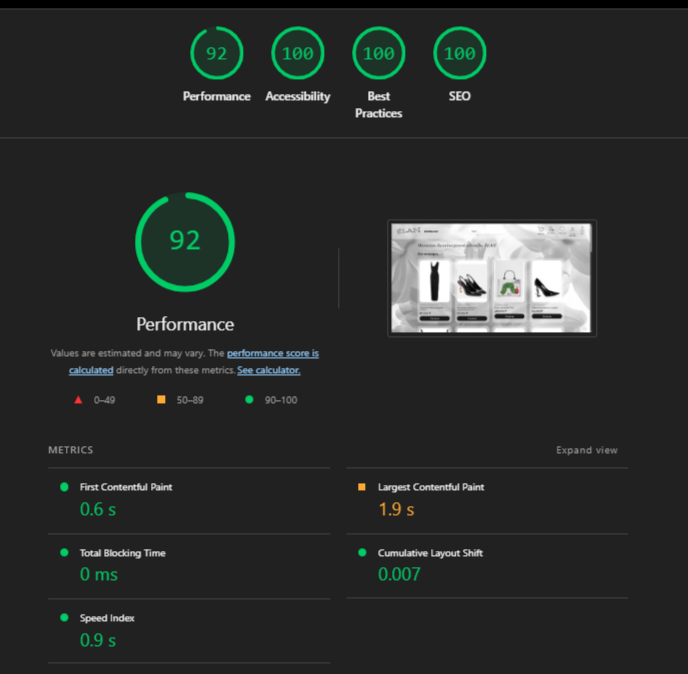 92 100 100 100
Performance Accessibility Best Practices SEO
92
Performance
Values are estimated and may vary. The performance score is
calculated directly from these metrics. See calculator.
0–49 50–89 90–100
METRICS Expand view
First Contentful Paint
0.6 s
Largest Contentful Paint
1.9 s
Total Blocking Time
0 ms
Cumulative Layout Shift
0.007
Speed Index
0.9 s